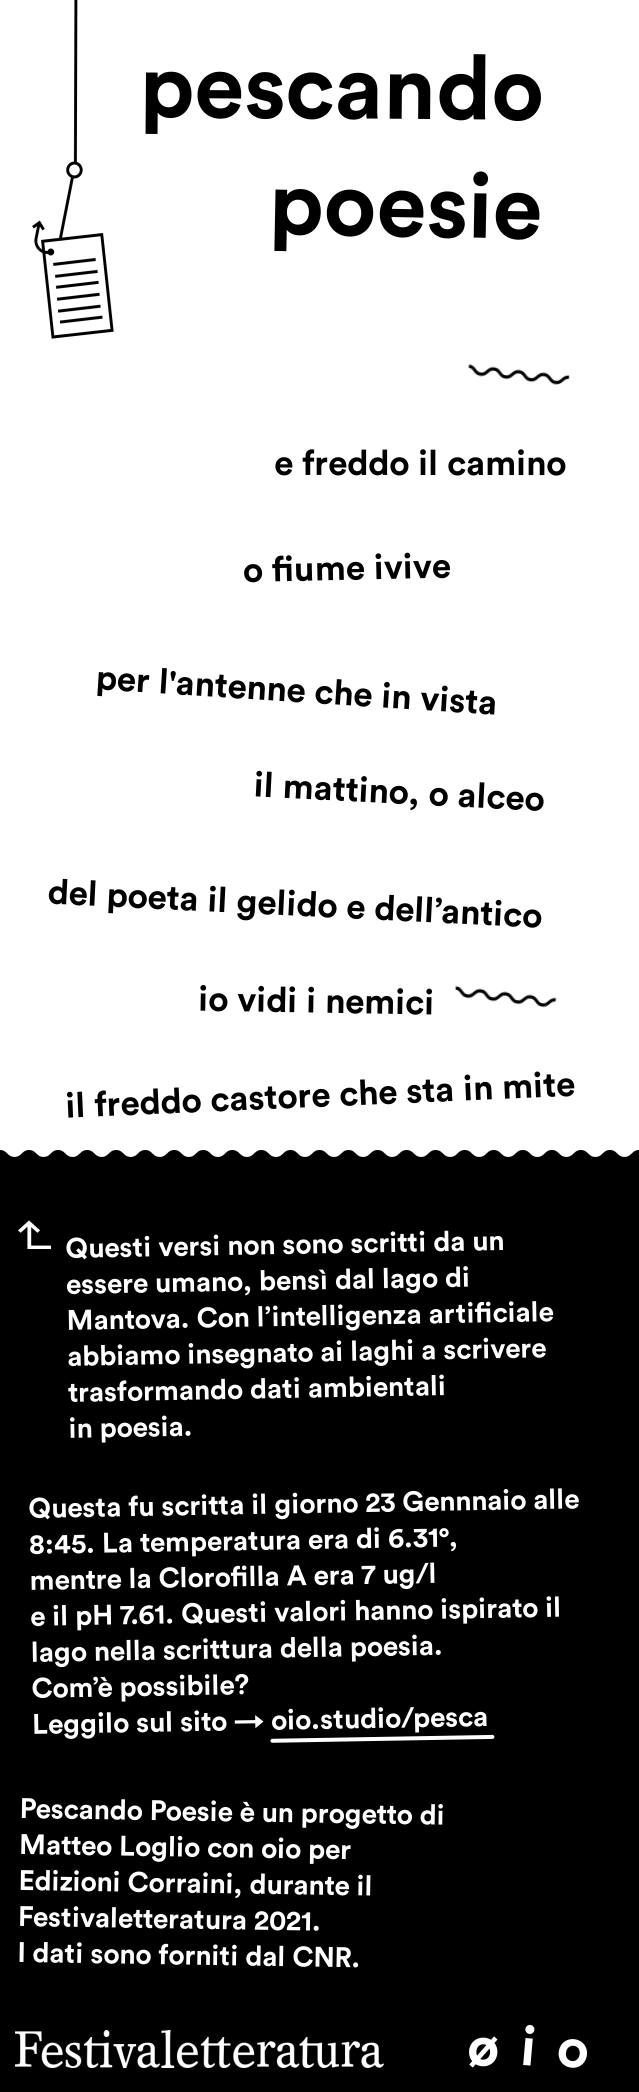 pescando
poesie
e freddo il camino
o fiume ivive
per l'antenne che in vista
il mattino, o alceo
del poeta il gelido e dell’antico
io vidi i nemici
il freddo castore che sta in mite
Questi versi non sono scritti da un
essere umano, bensì dal lago di
Mantova. Con l’intelligenza artificiale
abbiamo insegnato ai laghi a scrivere
trasformando dati ambientali
in poesia.
Questa fu scritta il giorno 23 Gennnaio alle
8:45. La temperatura era di 6.31°,
mentre la Clorofilla A era 7 ug/l
e il pH 7.61. Questi valori hanno ispirato il
lago nella scrittura della poesia.
Com’è possibile?
Leggilo sul sito → oio.studio/pesca
Pescando Poesie è un progetto di
Matteo Loglio con oio per
Edizioni Corraini, durante il
Festivaletteratura 2021.
I dati sono forniti dal CNR.
Festivaletteratura øio